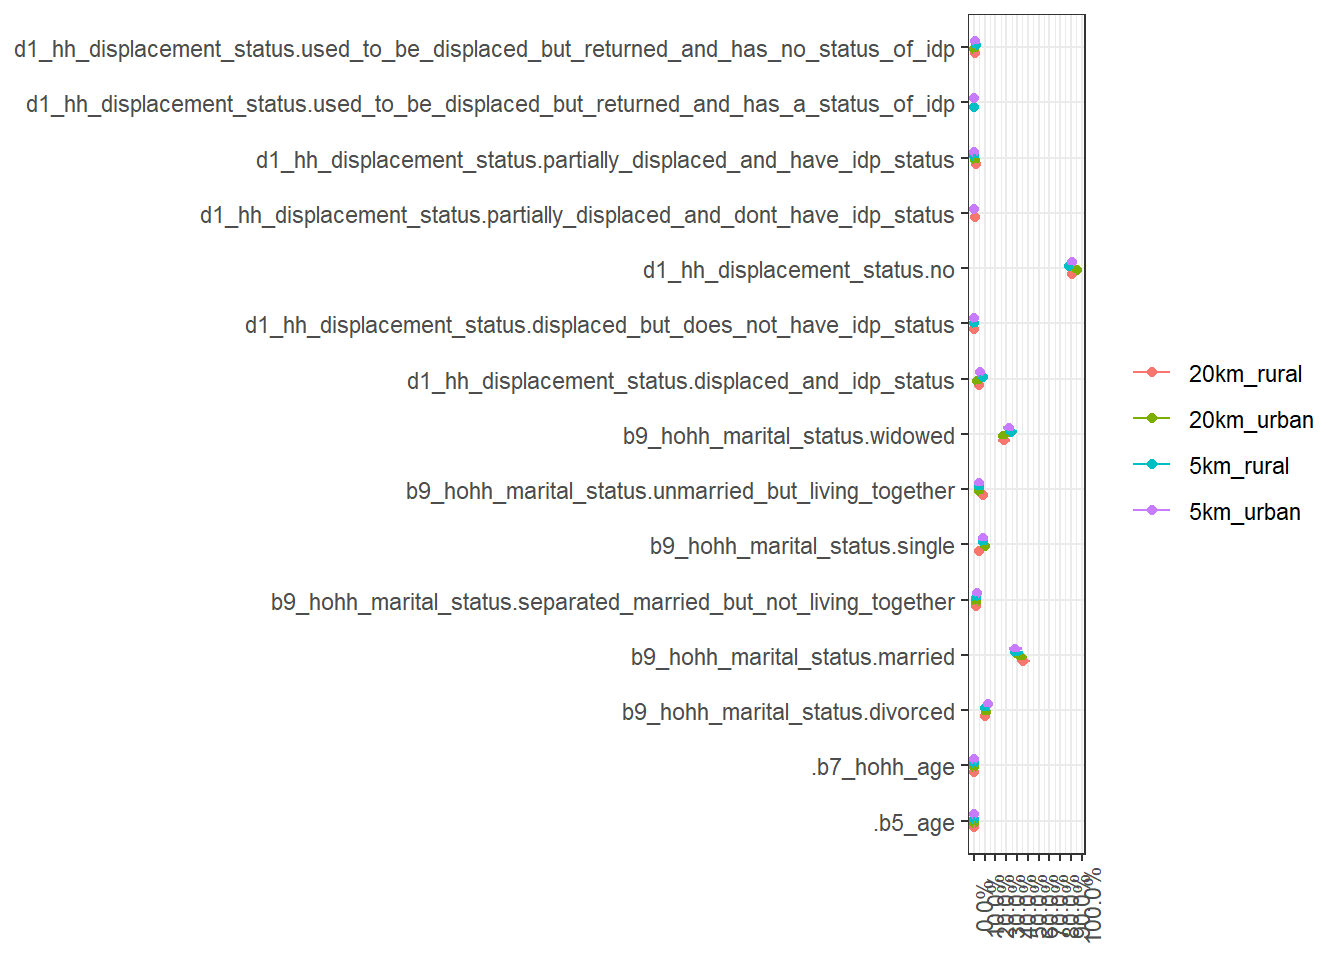 d1_hh_displacement_status.used_to_be_displaced_but_returned_and_has_no_status_of_idp
d1_hh_displacement_status.used_to_be_displaced_but_returned_and_has_a_status_of_idp
d1_hh_displacement_status.partially_displaced_and_have_idp_status
d1_hh_displacement_status.partially_displaced_and_dont_have_idp_status
d1_hh_displacement_status.no
d1_hh_displacement_status.displaced_but_does_not_have_idp_status
d1_hh_displacement_status.displaced_and_idp_status
b9_hohh_marital_status.widowed
b9_hohh_marital_status.unmarried_but_living_together
b9_hohh_marital_status.single
b9_hohh_marital_status.separated_married_but_not_living_together
b9_hohh_marital_status.married
b9_hohh_marital_status.divorced
.b7_hohh_age
.b5_age
0.0%
10.0%
20.0%
30.0%
40.0%
50.0%
60.0%
70.0%
80.0%
90.0%
100.0%
20km_rural
20km_urban
5km_rural
5km_urban